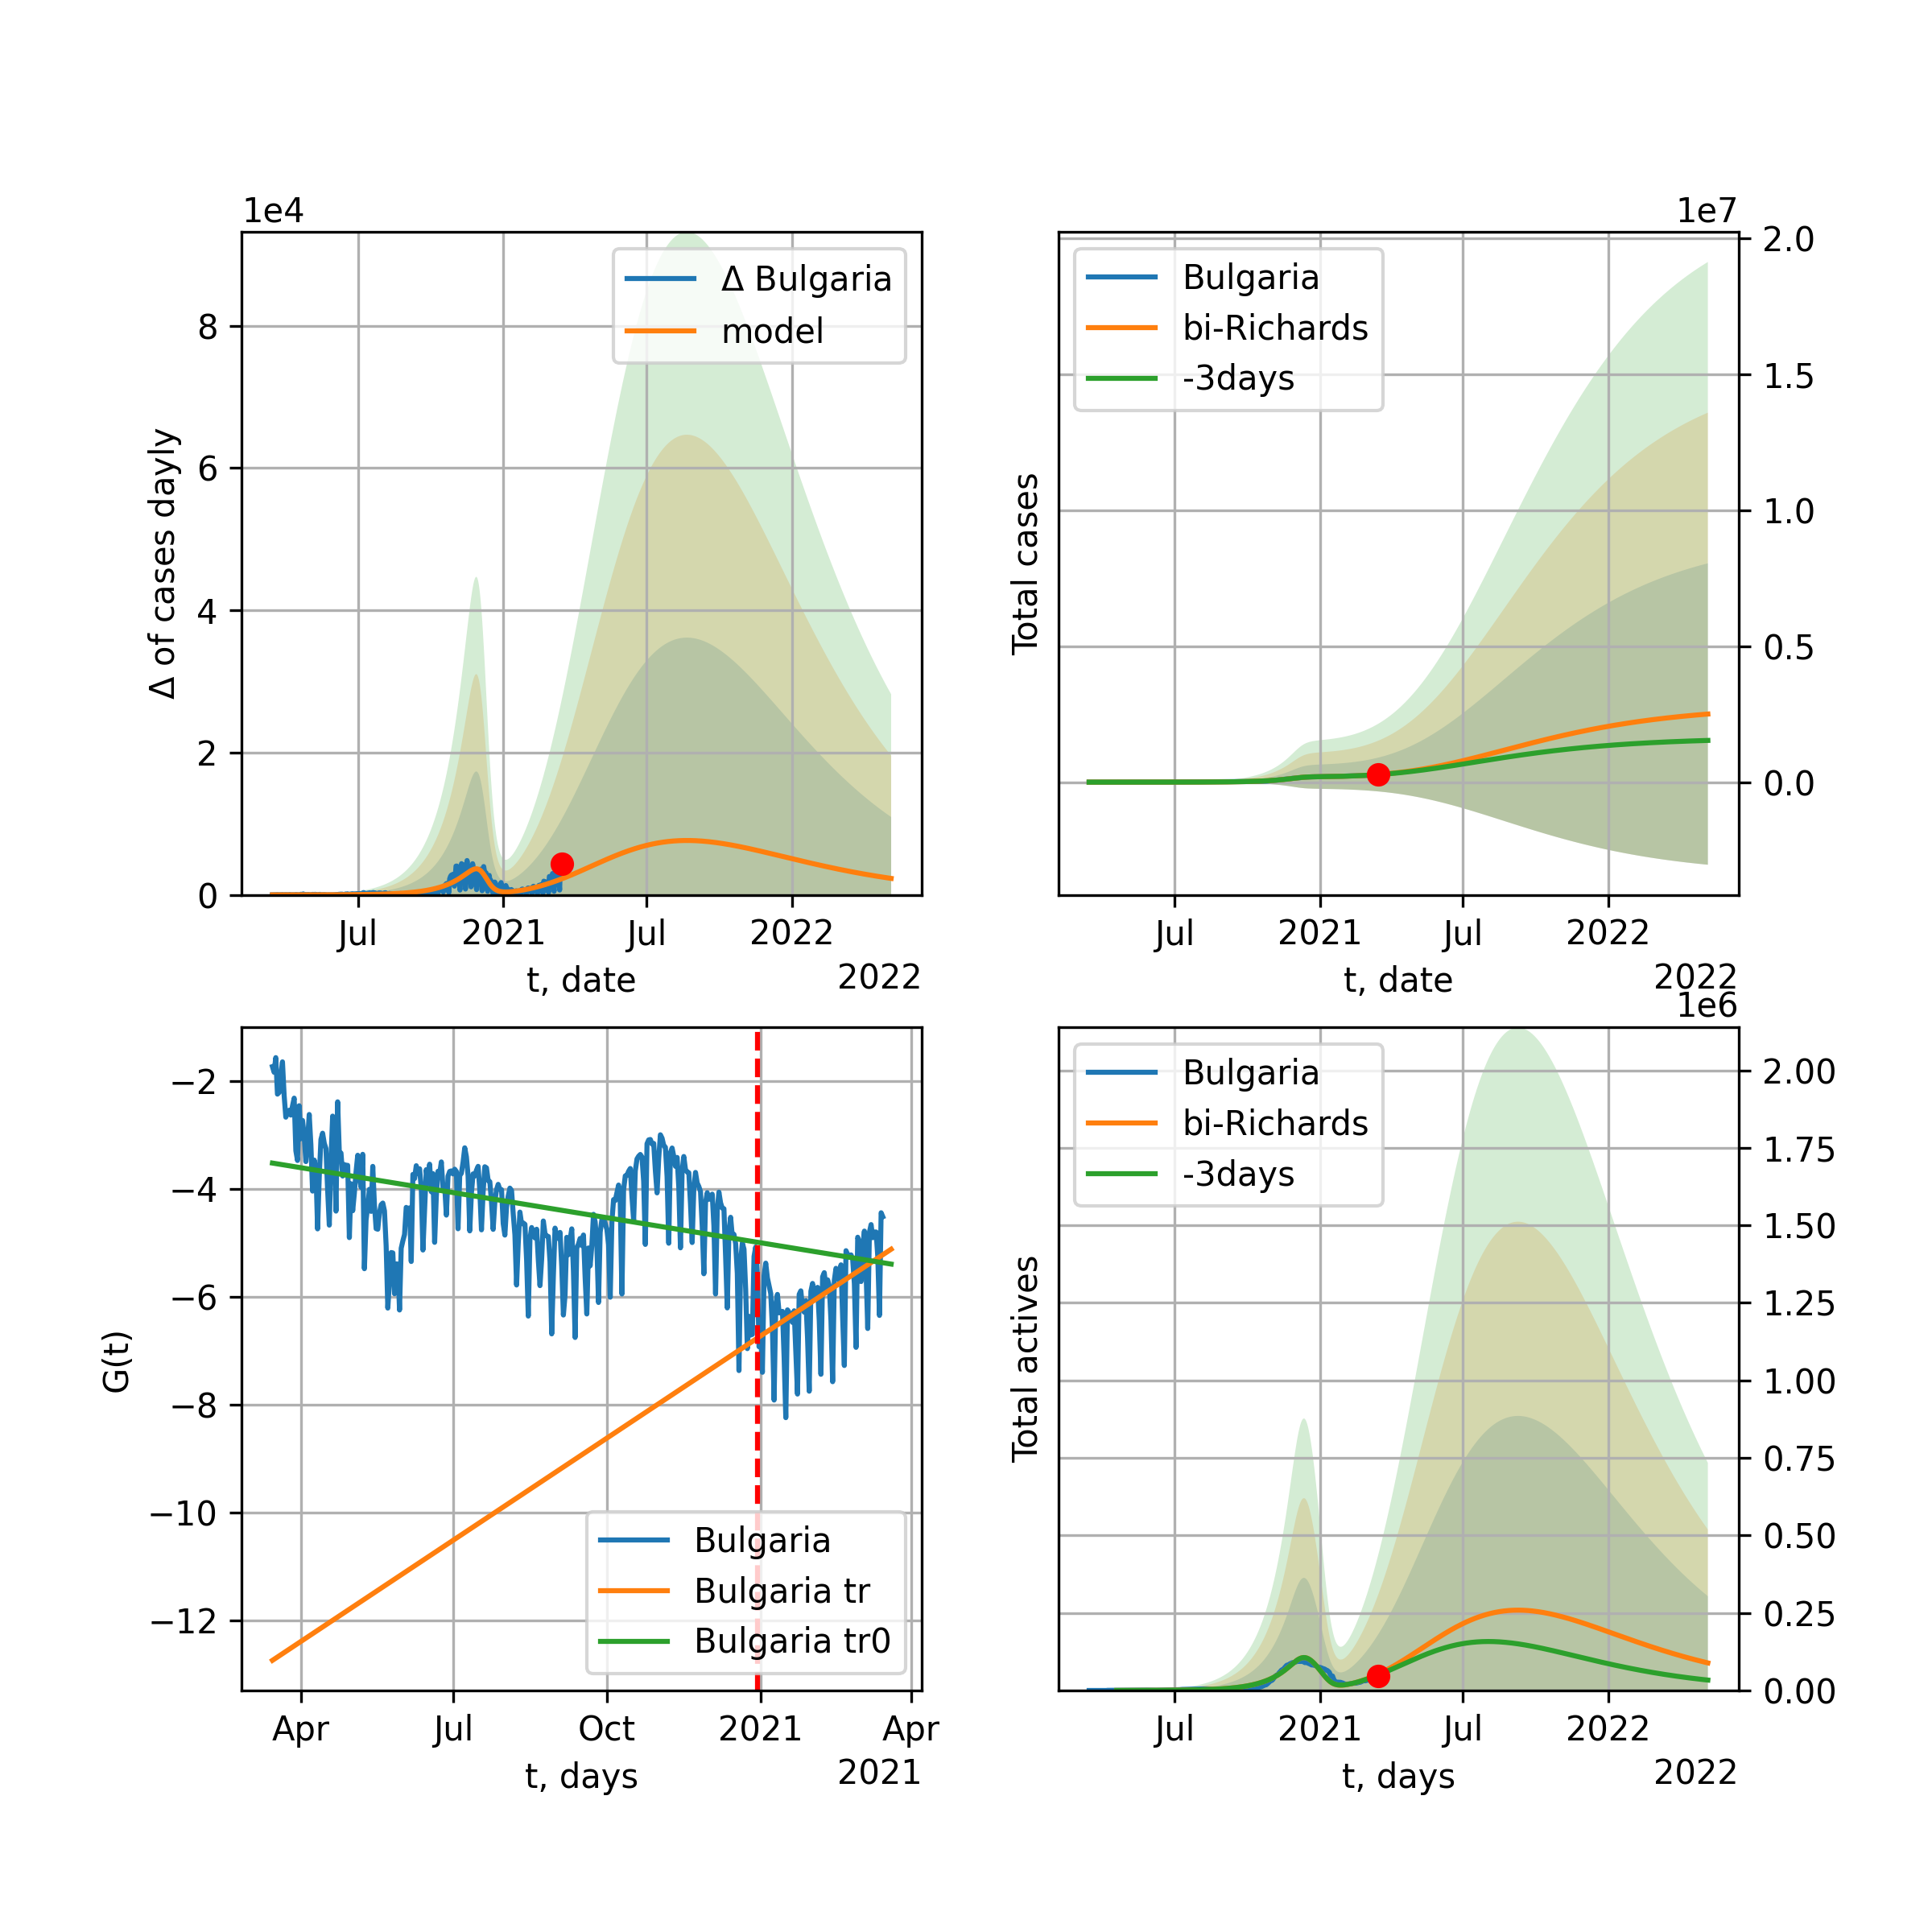 1e4
Δ of cases dayly
8
6
4
2
0
Δ Bulgaria
model
Jul
2021
Jul
2022
t, date
2022
1e7
Total cases
Bulgaria
bi-Richards
-3days
2.0
1.5
1.0
0.5
0.0
Jul
2021
Jul
2022
t, date
2022
G(t)
−2
−4
−6
−8
−10
−12
Bulgaria
Bulgaria tr
Bulgaria tr0
Apr
Jul
Oct
2021
Apr
t, days
2021
1e6
Total actives
Bulgaria
bi-Richards
-3days
2.00
1.75
1.50
1.25
1.00
0.75
0.50
0.25
0.00
Jul
2021
Jul
2022
t, days
2022